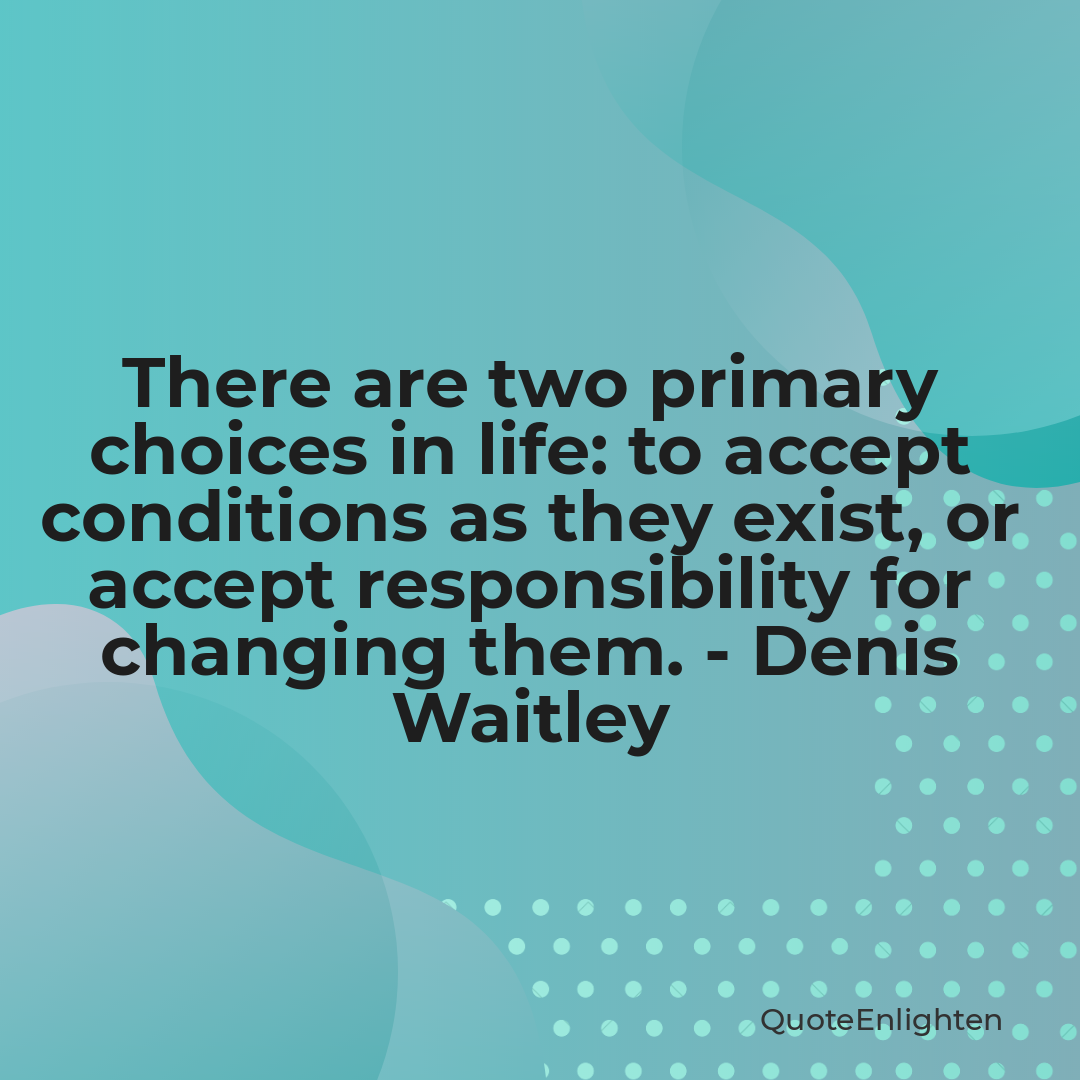 There are two primary
choices in life: to accept
conditions as they exist, or
accept responsibility for
changing them. - Denis
Waitley
QuoteEnlighten